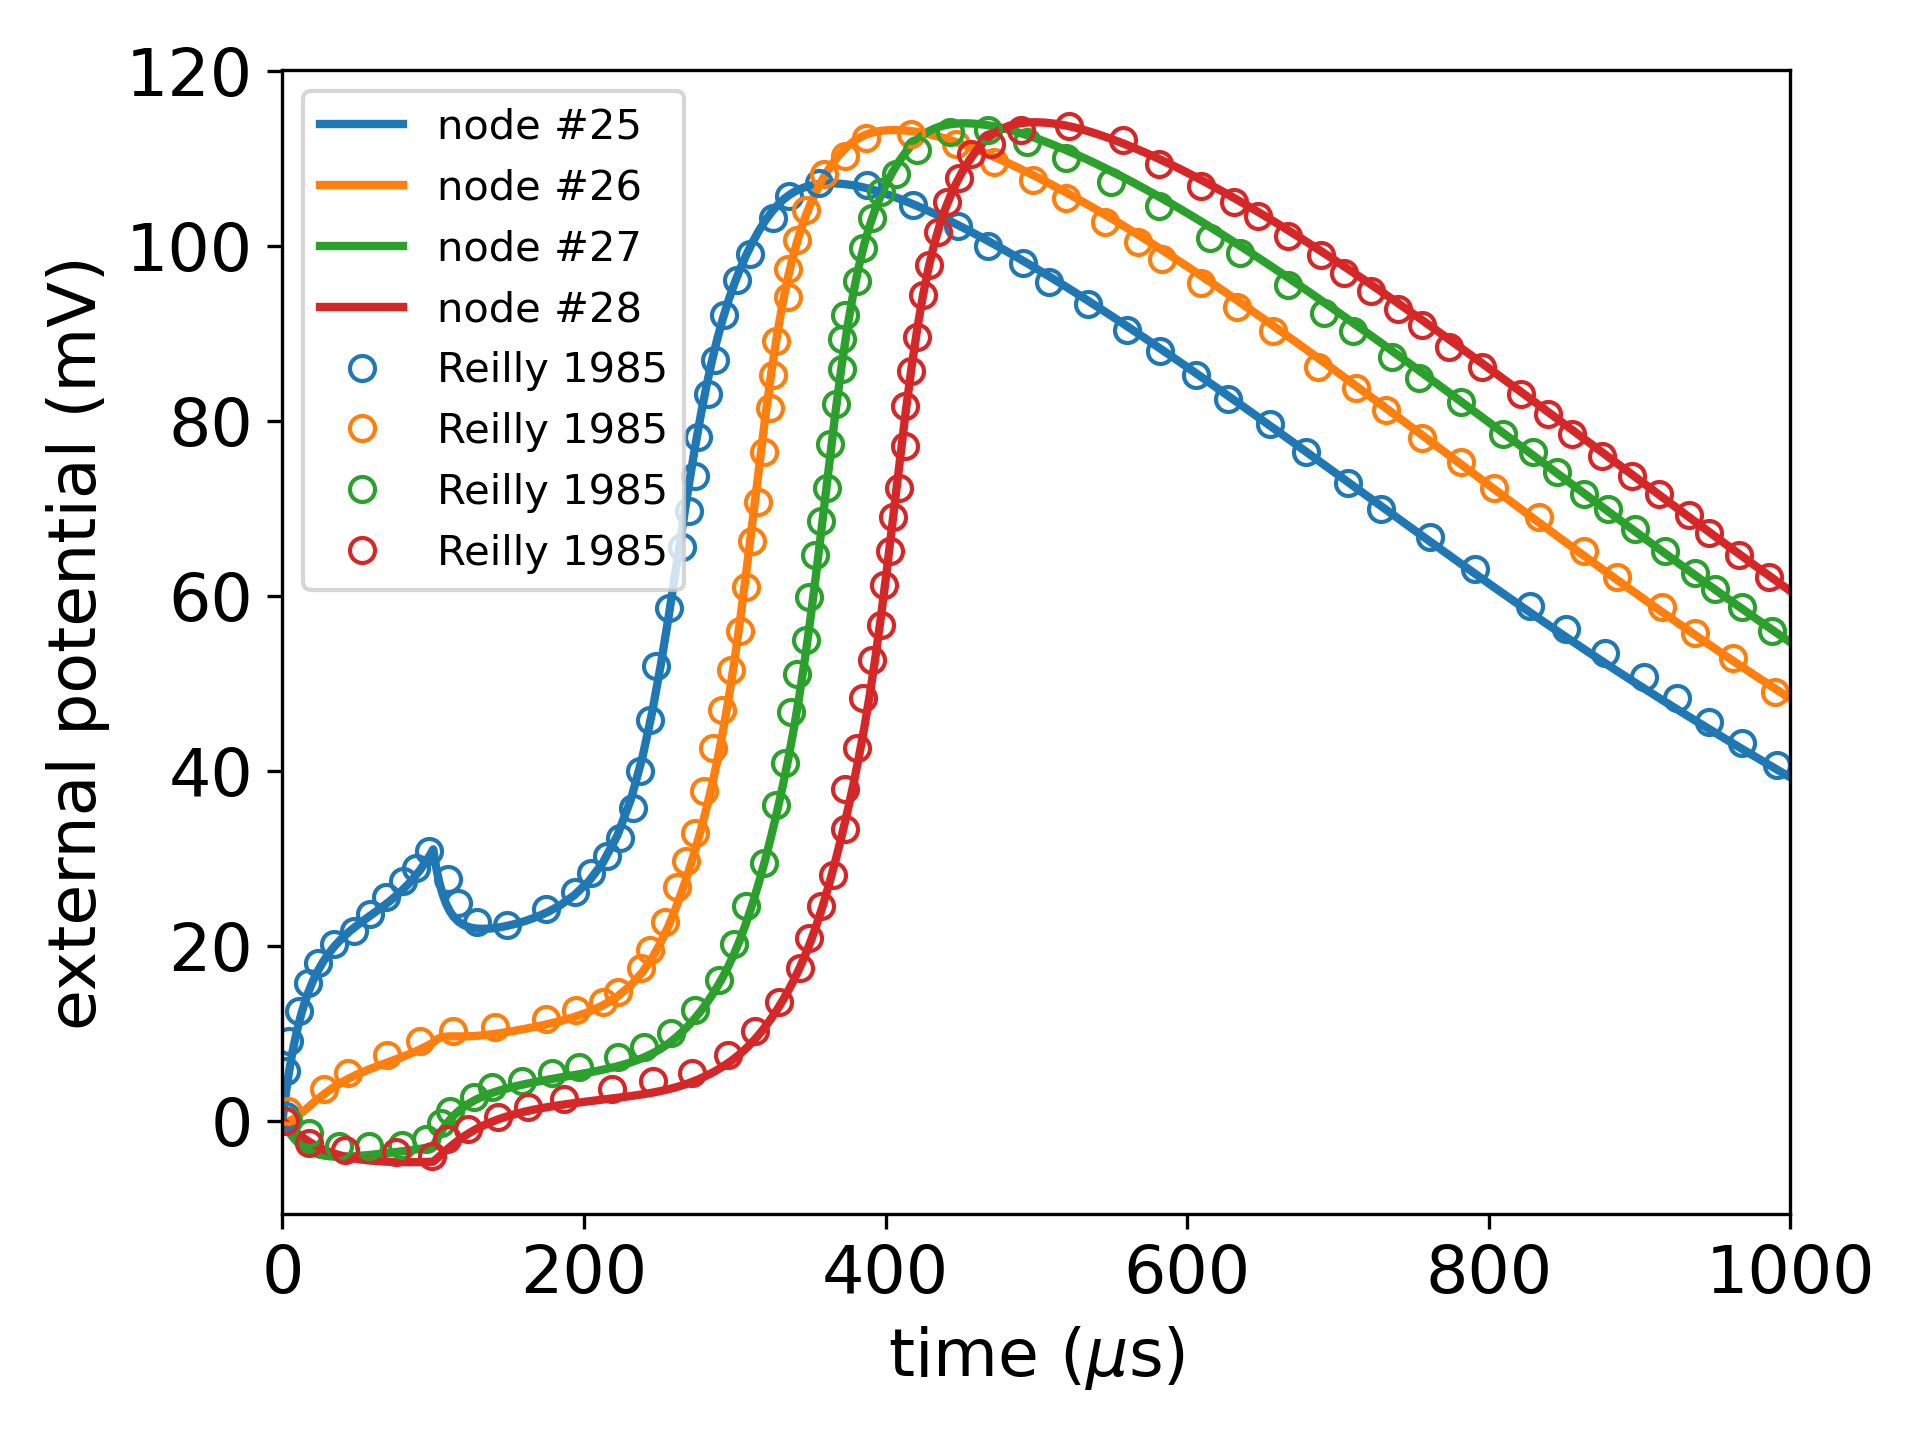 120
100
80
60
40
20
0
external potential (mV)
node #25
node #26
node #27
node #28
Reilly 1985
Reilly 1985
Reilly 1985
Reilly 1985
0 200 400 600 800 1000
time (μs)